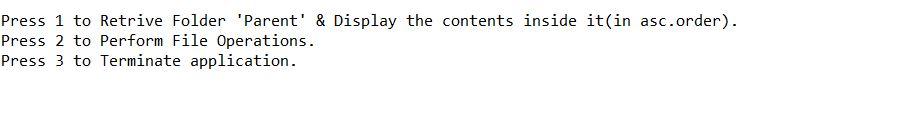 Press 1 to Retrive Folder 'Parent' & Display the contents inside it(in asc.order).
Press 2 to Perform File Operations.
Press 3 to Terminate application.